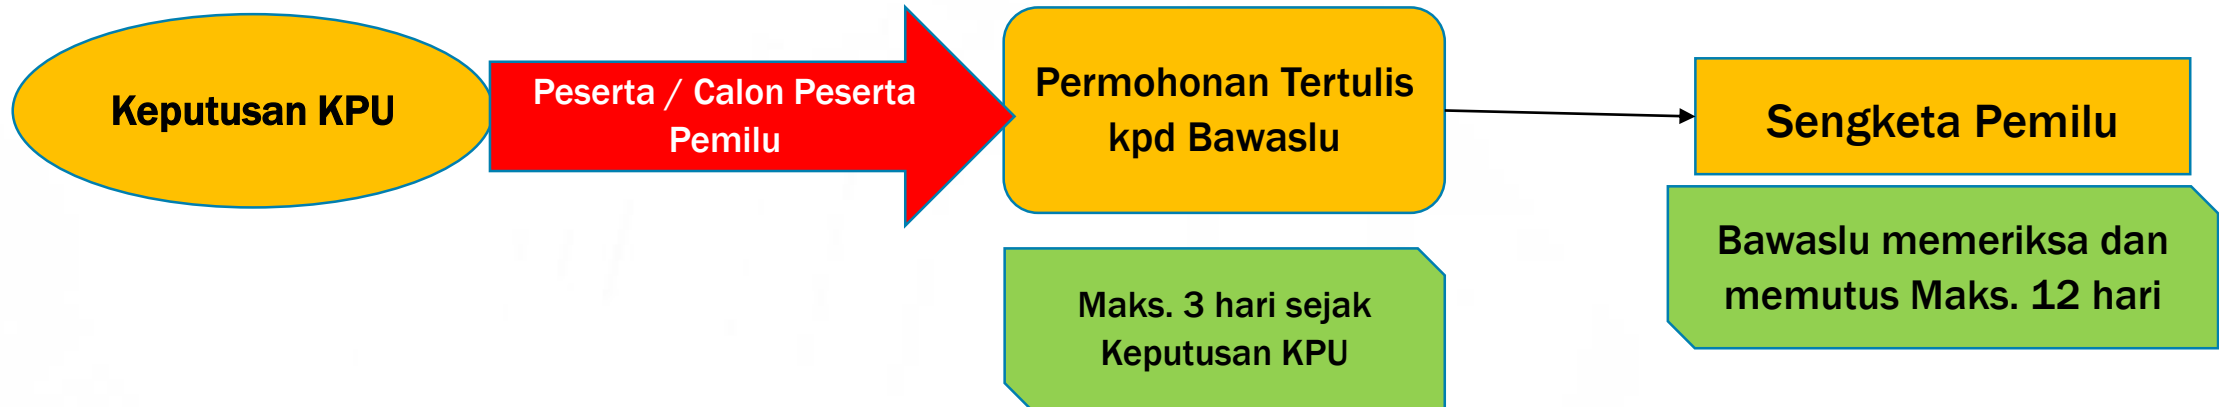 Keputusan KPU
Peserta / Calon Peserta
Pemilu
Permohonan Tertulis
kpd Bawaslu
Maks. 3 hari sejak
Keputusan KPU
Sengketa Pemilu
Bawaslu memeriksa dan
memutus Maks. 12 hari